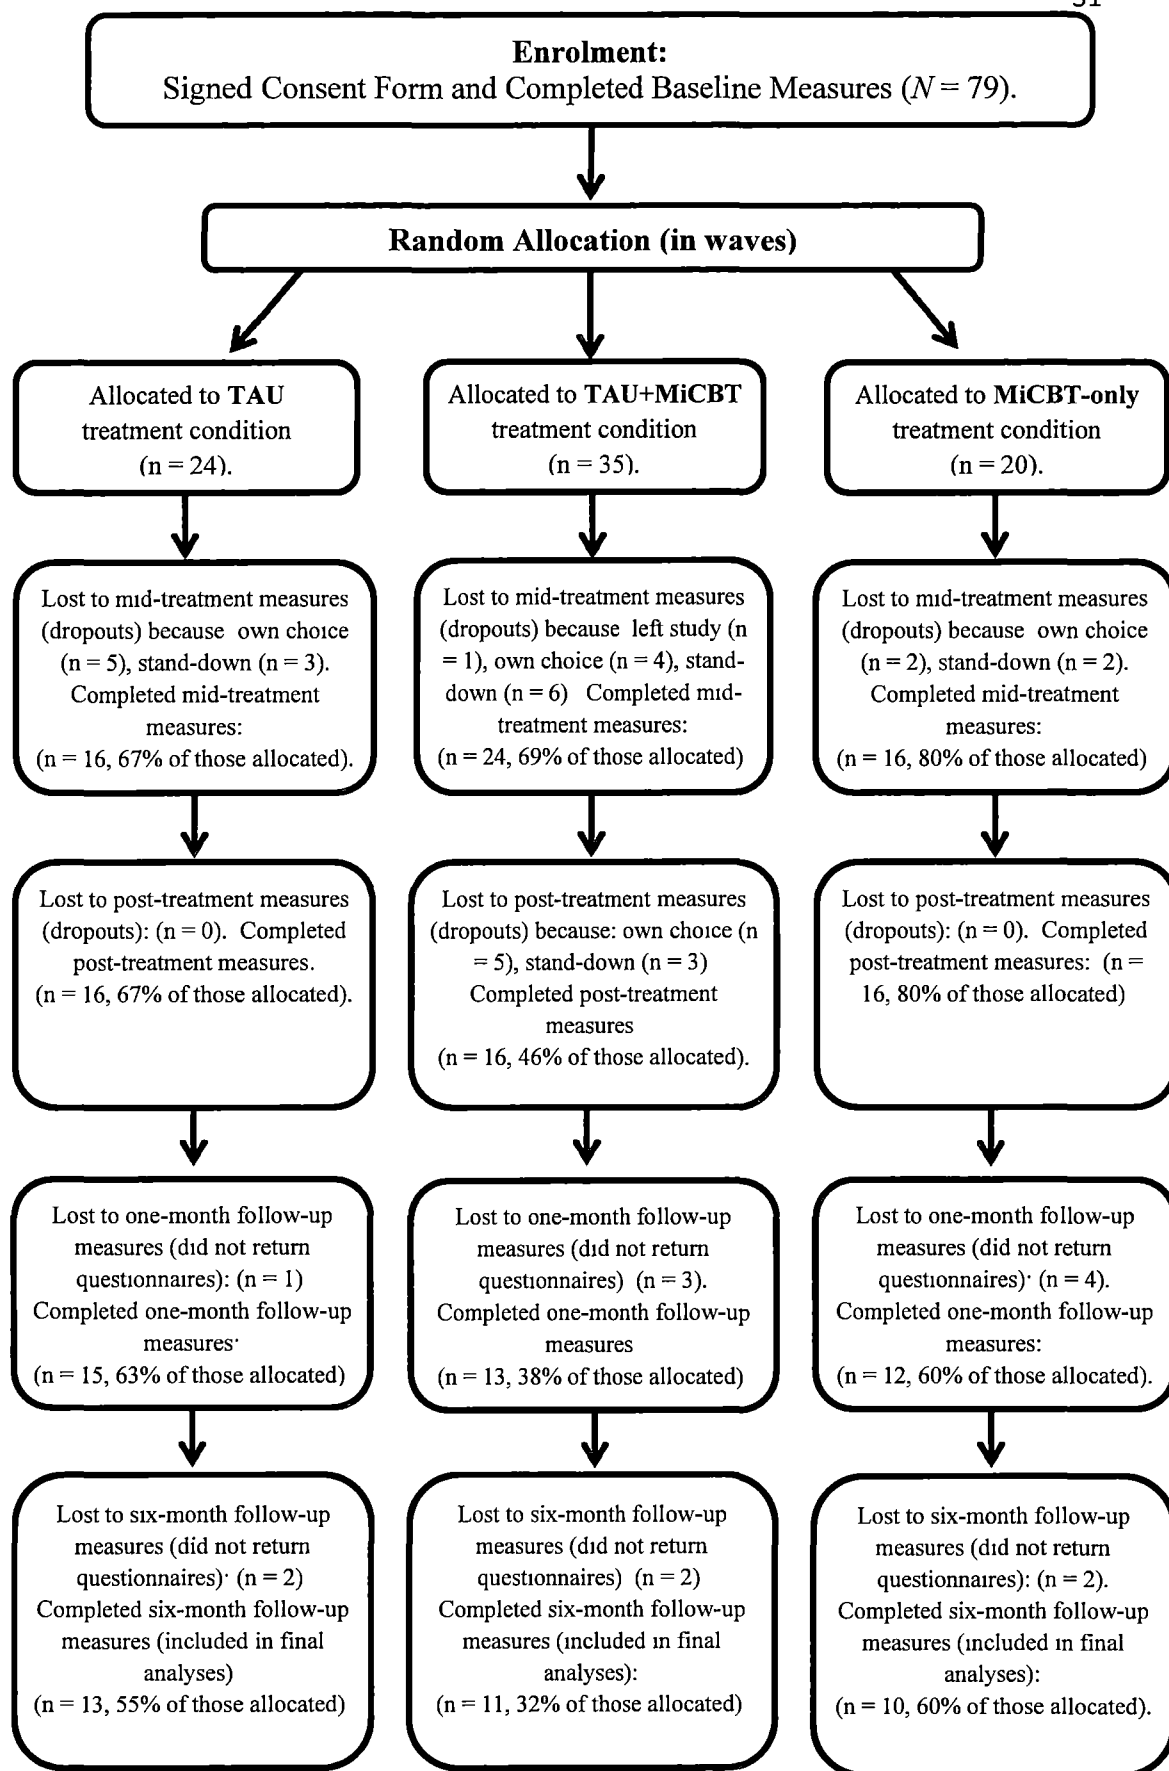 Enrolment:
Signed Consent Form and Completed Baseline Measures (N = 79).
Random Allocation (in waves)
Allocated to TAU
treatment condition
(n = 24).
Allocated to TAU+MiCBT
treatment condition
(n = 35).
Allocated to MiCBT-only
treatment condition
(n = 20).
Lost to mid-treatment measures
(dropouts) because own choice
(n = 5), stand-down (n = 3).
Completed mid-treatment
measures:
(n = 16, 67% of those allocated).
Lost to mid-treatment measures
(dropouts) because left study (n
= 1), own choice (n = 4), stand-
down (n = 6) Completed mid-
treatment measures:
(n = 24, 69% of those allocated)
Lost to mid-treatment measures
(dropouts) because own choice
(n = 2), stand-down (n = 2).
Completed mid-treatment
measures:
(n = 16, 80% of those allocated)
Lost to post-treatment measures
(dropouts): (n = 0). Completed
post-treatment measures.
(n = 16, 67% of those allocated).
Lost to post-treatment measures
(dropouts) because: own choice (n
= 5), stand-down (n = 3)
Completed post-treatment
measures
(n = 16, 46% of those allocated).
Lost to post-treatment measures
(dropouts): (n = 0). Completed
post-treatment measures: (n =
16, 80% of those allocated)
Lost to one-month follow-up
measures (did not return
questionnaires): (n = 1)
Completed one-month follow-up
measures·
(n = 15, 63% of those allocated)
Lost to one-month follow-up
measures (did not return
questionnaires) (n = 3).
Completed one-month follow-up
measures
(n = 13, 38% of those allocated)
Lost to one-month follow-up
measures (did not return
questionnaires)· (n = 4).
Completed one-month follow-up
measures:
(n = 12, 60% of those allocated).
Lost to six-month follow-up
measures (did not return
questionnaires)· (n = 2)
Completed six-month follow-up
measures (included in final
analyses)
(n = 13, 55% of those allocated)
Lost to six-month follow-up
measures (did not return
questionnaires) (n = 2)
Completed six-month follow-up
measures (included in final
analyses):
(n = 11, 32% of those allocated)
Lost to six-month follow-up
measures (did not return
questionnaires): (n = 2).
Completed six-month follow-up
measures (included in final
analyses):
(n = 10, 60% of those allocated).